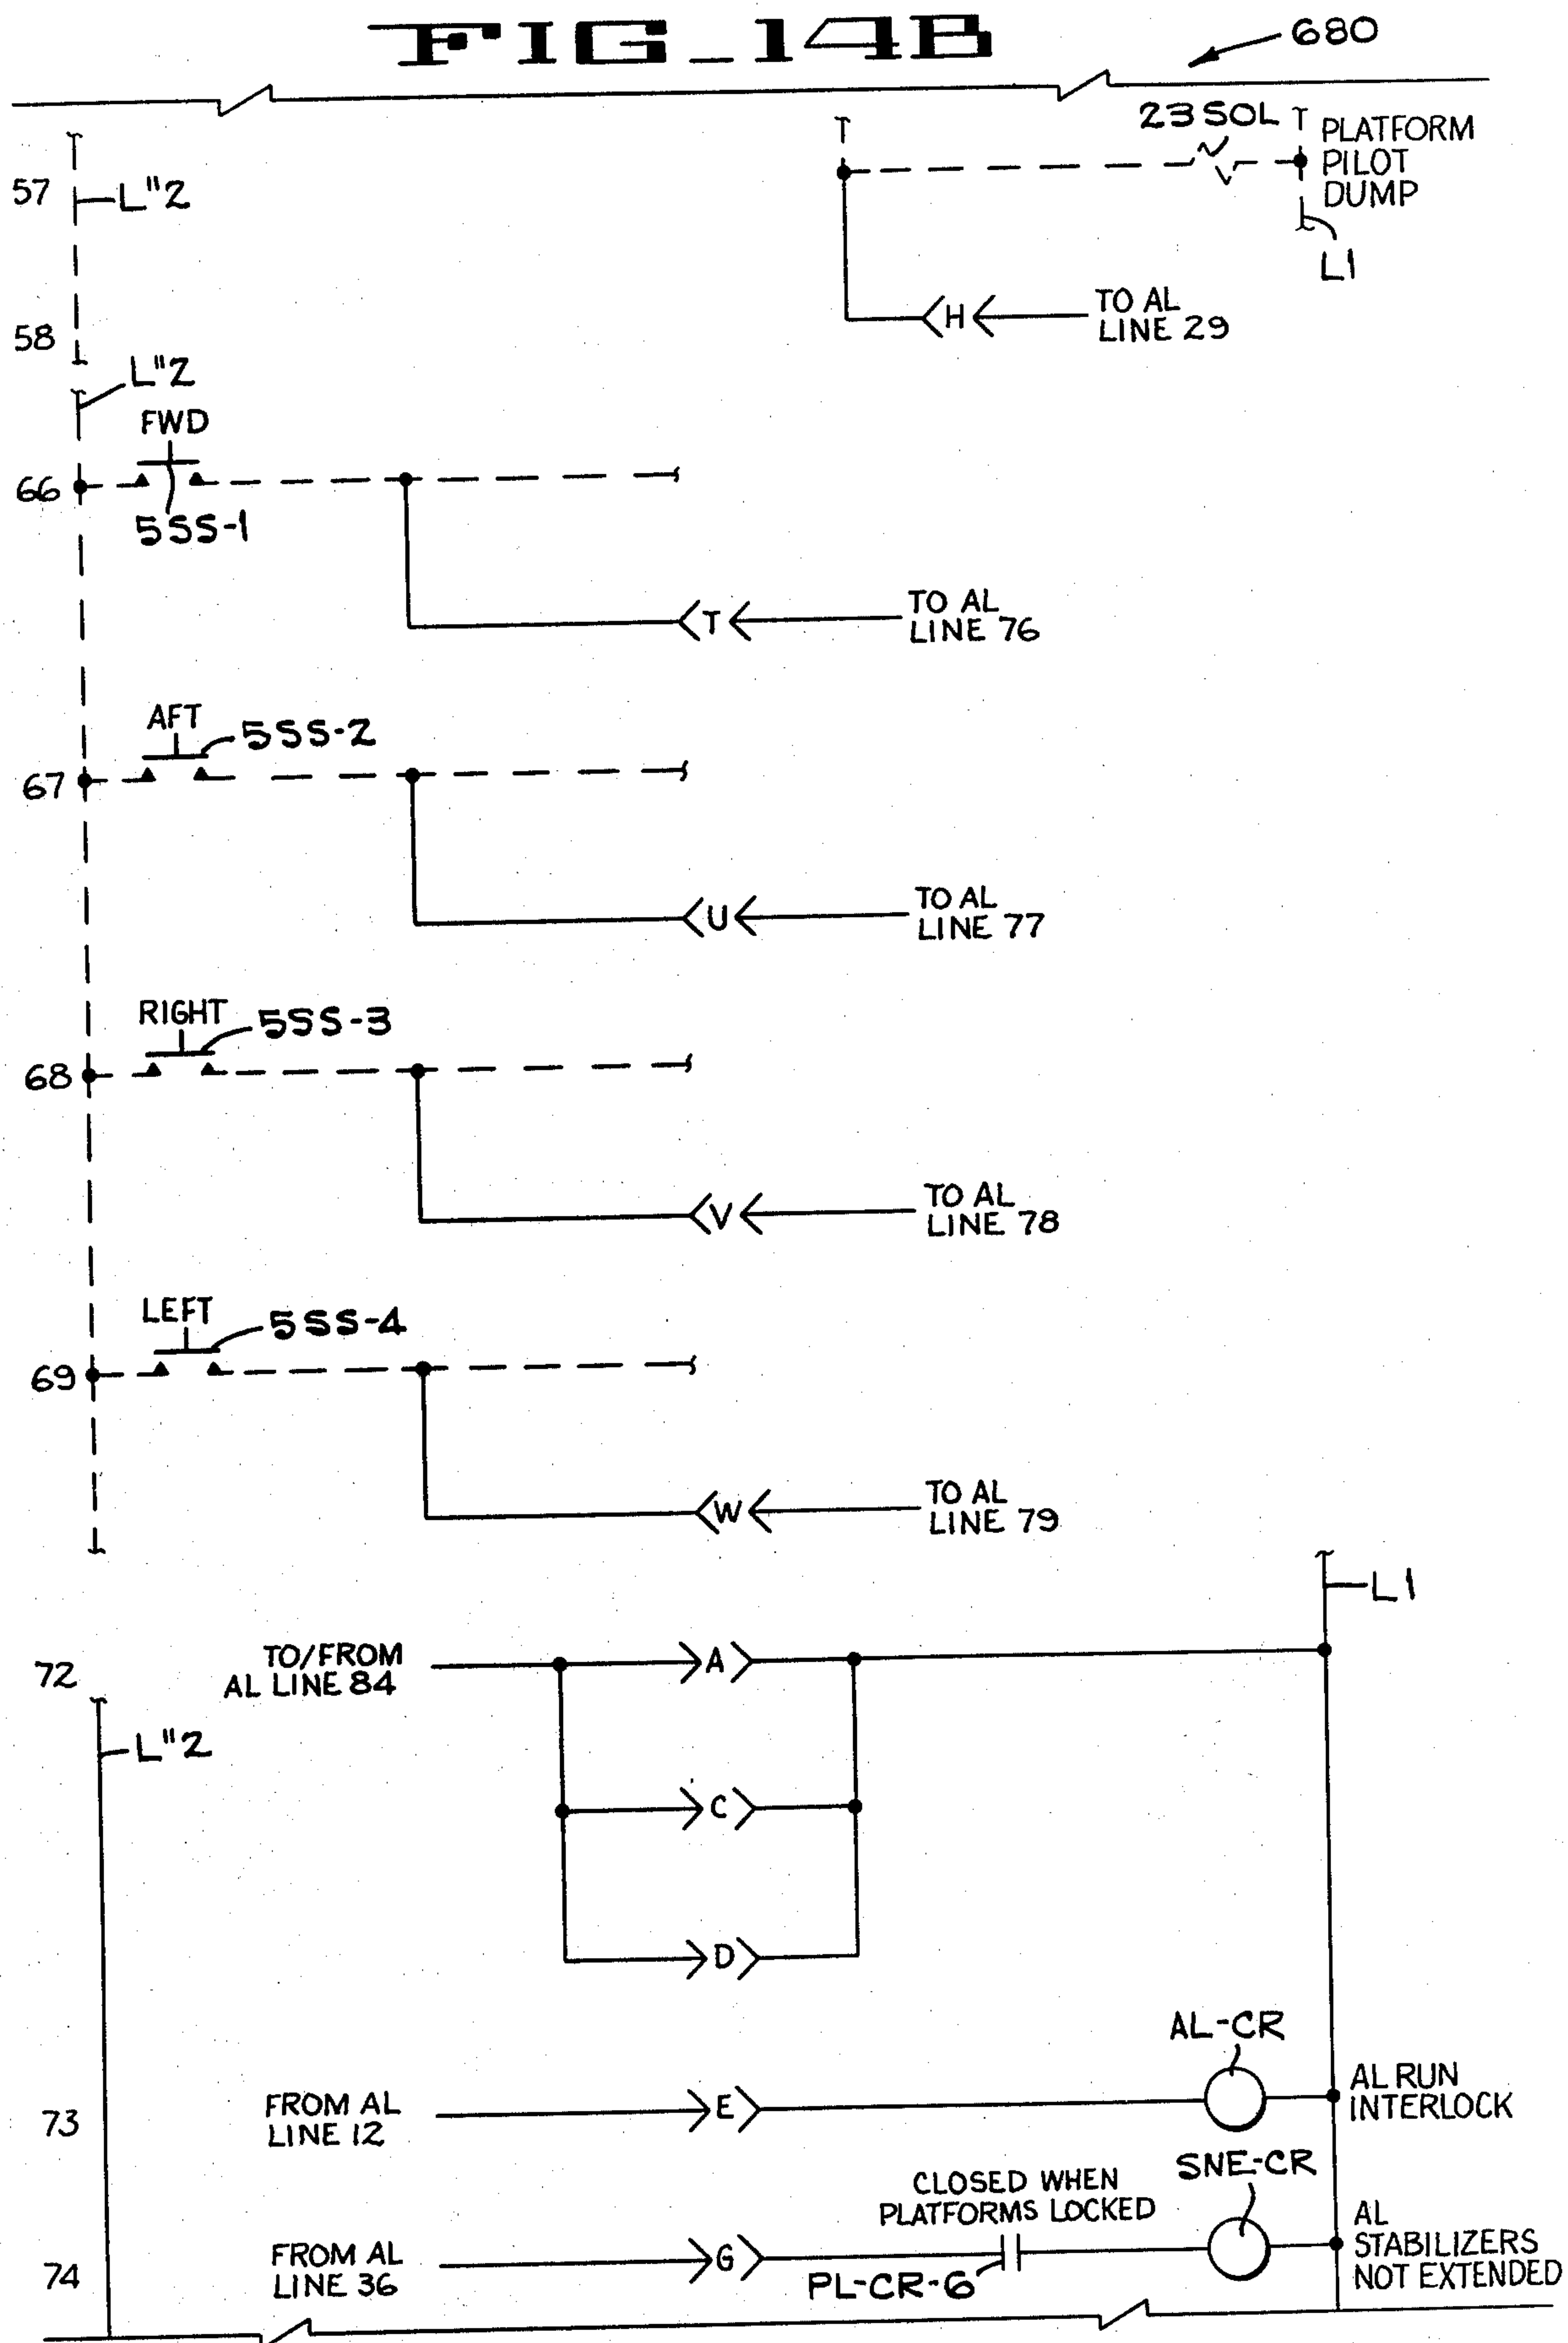 FIG_14B
680
23 SOL
PLATFORM
PILOT
DUMP
57
L"2
L1
TO AL
LINE 29
H
58
L"2
FWD
66
5SS-1
T
TO AL
LINE 76
AFT
5SS-2
67
U
TO AL
LINE 77
RIGHT
5SS-3
68
V
TO AL
LINE 78
LEFT
5SS-4
69
W
TO AL
LINE 79
L1
72
TO/FROM
AL LINE 84
A
L"2
C
D
AL-CR
73
FROM AL
LINE 12
E
AL RUN
INTERLOCK
SNE-CR
CLOSED WHEN
PLATFORMS LOCKED
74
FROM AL
LINE 36
G
PL-CR-6
AL
STABILIZERS
NOT EXTENDED